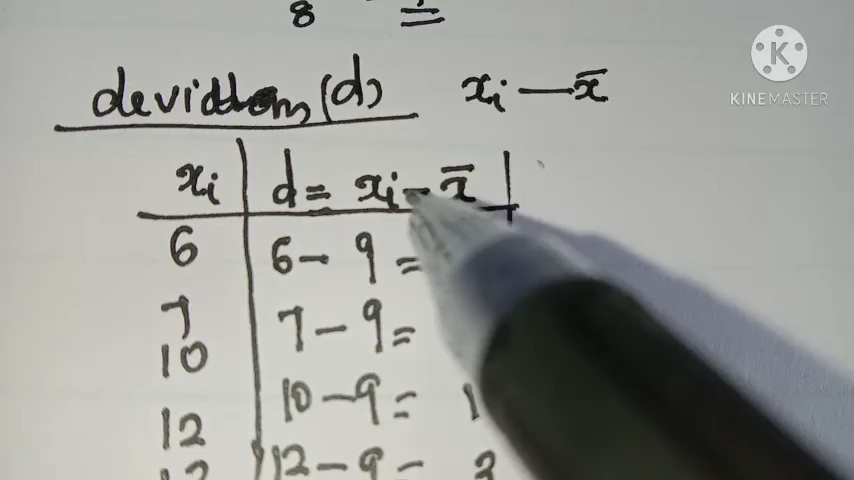 8
K
KINEMASTER
deviations (d) xᵢ — x̄
xᵢ d = xᵢ - x̄
6 6 - 9 =
7 7 - 9 =
10 10 - 9 = 1
12 12 - 9 = 3